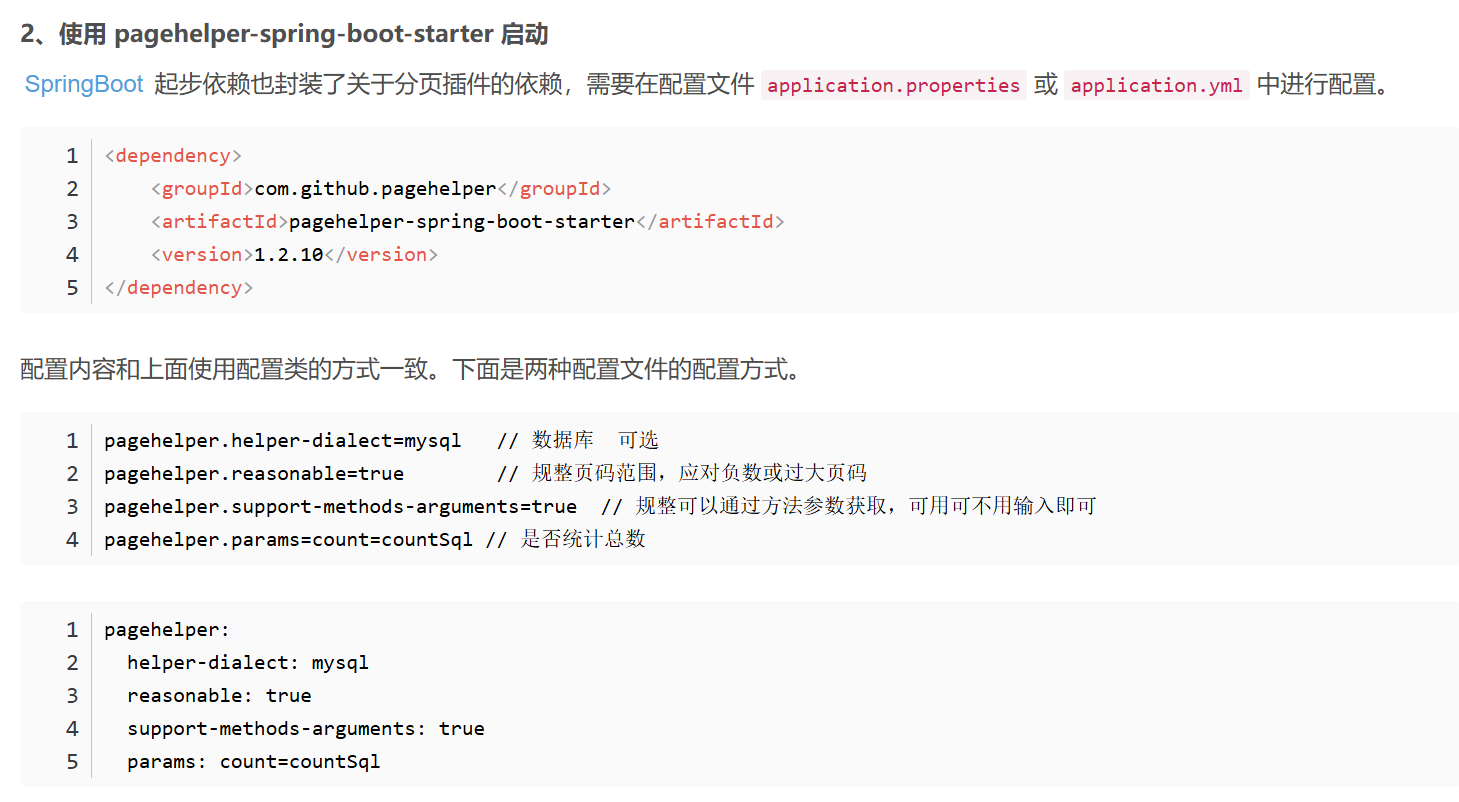 2、使用 pagehelper-spring-boot-starter 启动
SpringBoot 起步依赖也封装了关于分页插件的依赖，需要在配置文件 application.properties 或 application.yml 中进行配置。
1 <dependency>
2     <groupId>com.github.pagehelper</groupId>
3     <artifactId>pagehelper-spring-boot-starter</artifactId>
4     <version>1.2.10</version>
5 </dependency>
配置内容和上面使用配置类的方式一致。下面是两种配置文件的配置方式。
1 pagehelper.helper-dialect=mysql   // 数据库  可选
2 pagehelper.reasonable=true        // 规整页码范围，应对负数或过大页码
3 pagehelper.support-methods-arguments=true  // 规整可以通过方法参数获取，可用可不用输入即可
4 pagehelper.params=count=countSql // 是否统计总数
1 pagehelper:
2   helper-dialect: mysql
3   reasonable: true
4   support-methods-arguments: true
5   params: count=countSql